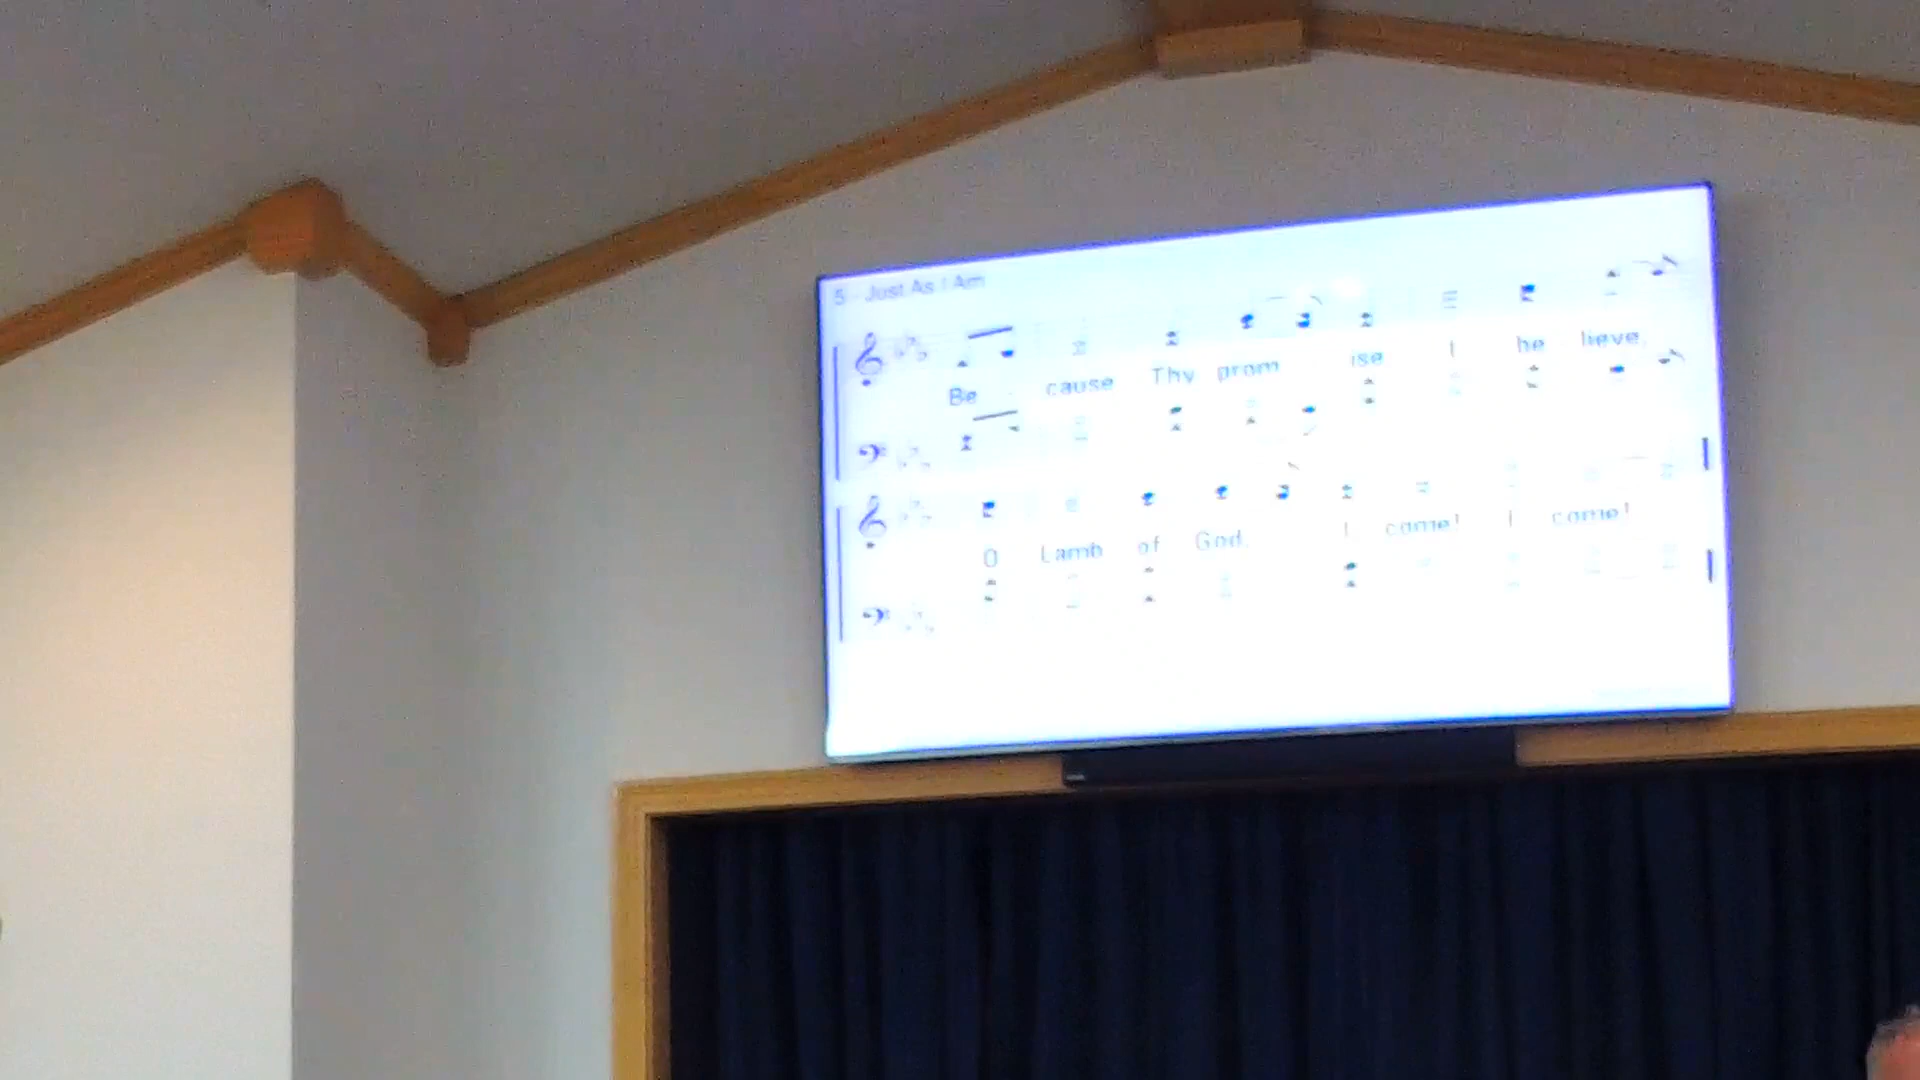 5 - Just As I Am
Be - cause Thy prom - ise I be - lieve,
O Lamb of God, I come! I come!